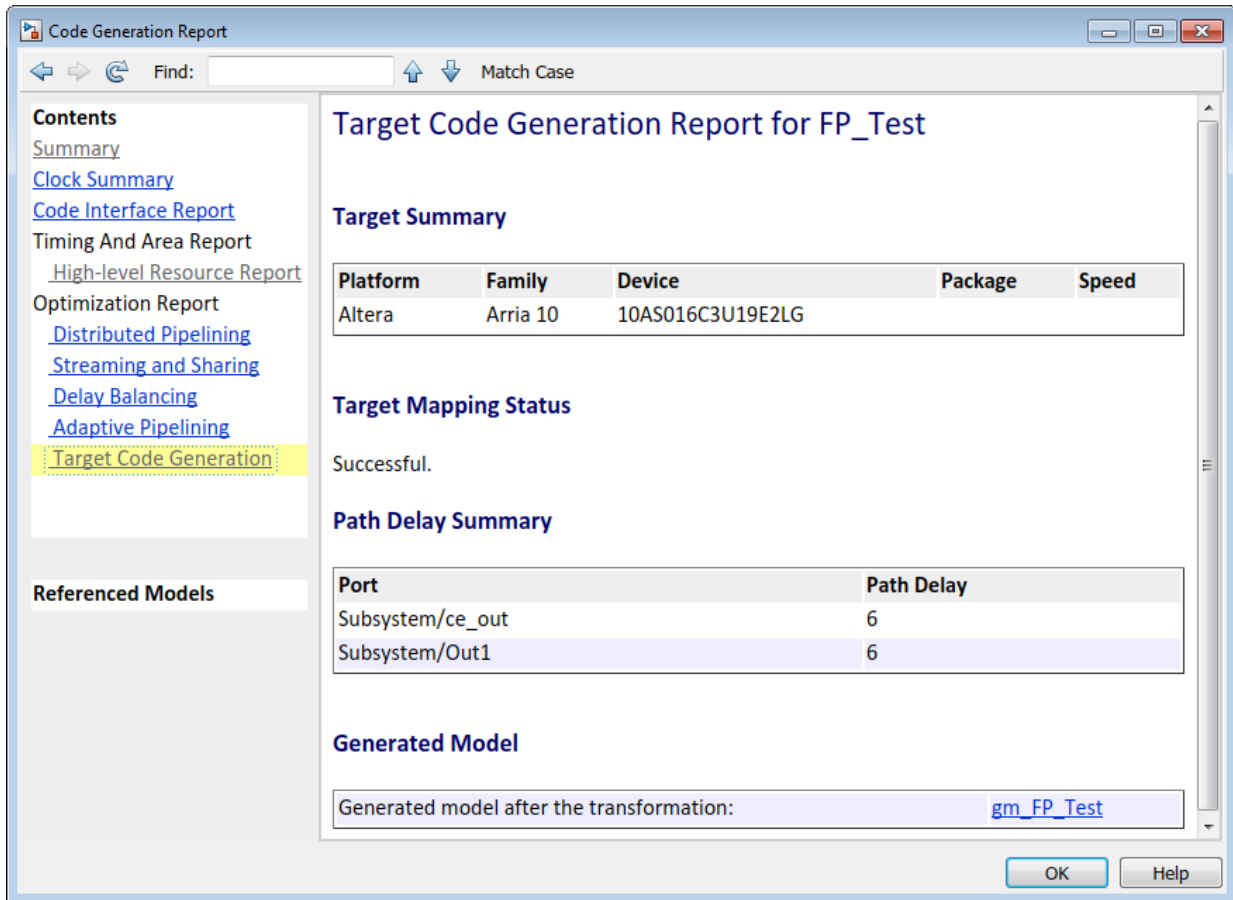 Code Generation Report
Find: Match Case
Contents
Summary
Clock Summary
Code Interface Report
Timing And Area Report
High-level Resource Report
Optimization Report
Distributed Pipelining
Streaming and Sharing
Delay Balancing
Adaptive Pipelining
Target Code Generation
Referenced Models
Target Code Generation Report for FP_Test
Target Summary
Platform Family Device Package Speed
Altera Arria 10 10AS016C3U19E2LG
Target Mapping Status
Successful.
Path Delay Summary
Port Path Delay
Subsystem/ce_out 6
Subsystem/Out1 6
Generated Model
Generated model after the transformation: gm_FP_Test
OK Help